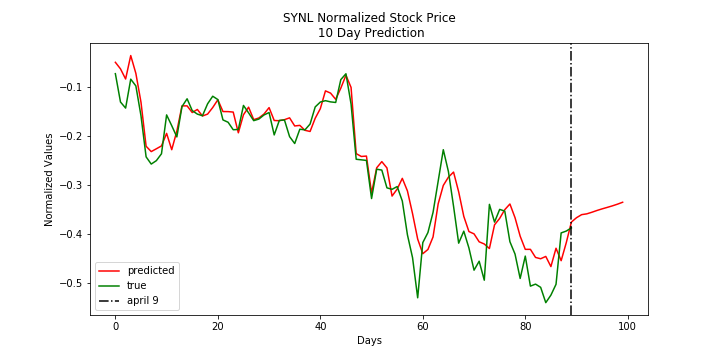 SYNL Normalized Stock Price
10 Day Prediction
Normalized Values
−0.1
−0.2
−0.3
−0.4
−0.5
predicted
true
april 9
0 20 40 60 80 100
Days